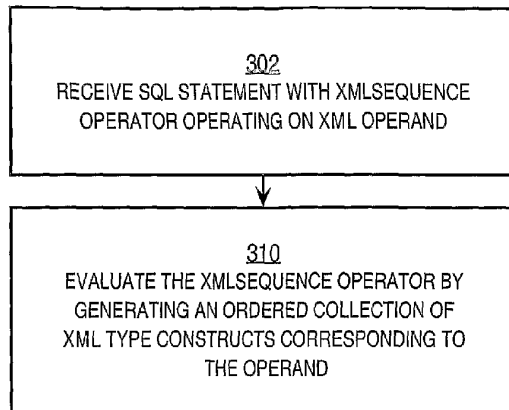 302
RECEIVE SQL STATEMENT WITH XMLSEQUENCE
OPERATOR OPERATING ON XML OPERAND
310
EVALUATE THE XMLSEQUENCE OPERATOR BY
GENERATING AN ORDERED COLLECTION OF
XML TYPE CONSTRUCTS CORRESPONDING TO
THE OPERAND